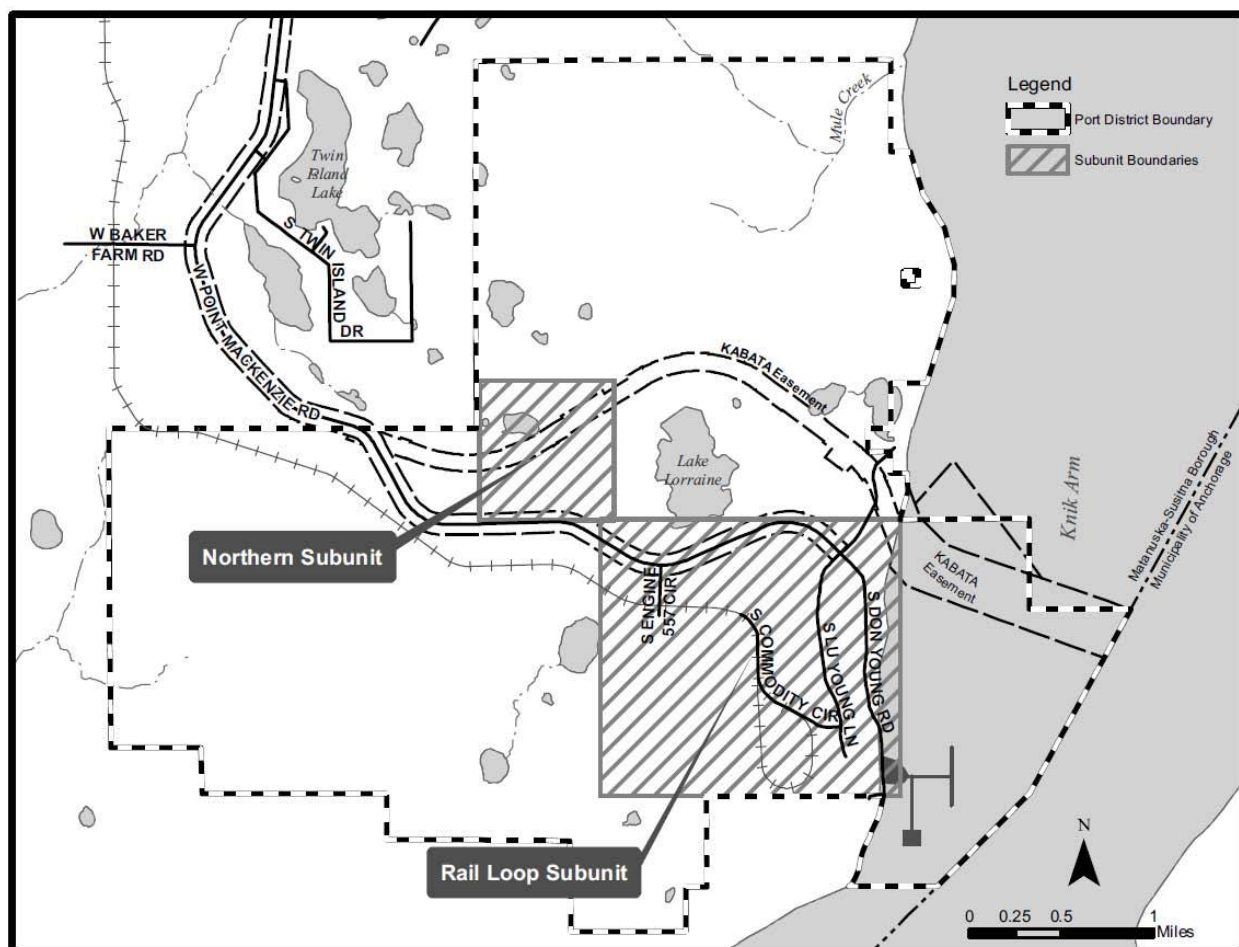 Legend
Port District Boundary
Subunit Boundaries
Mule Creek
Twin
Island
Lake
W BAKER
FARM RD
S TWIN ISLAND
DR
W POINT MACKENZIE RD
KABATA Easement
Lake
Lorraine
Knik Arm
Matanuska-Susitna Borough
Municipality of Anchorage
KABATA
Easement
Northern Subunit
S ENGINE
557 CIR
S COMMODITY CIR
S LU YOUNG LN
S DON YOUNG RD
Rail Loop Subunit
N
0 0.25 0.5 1
Miles